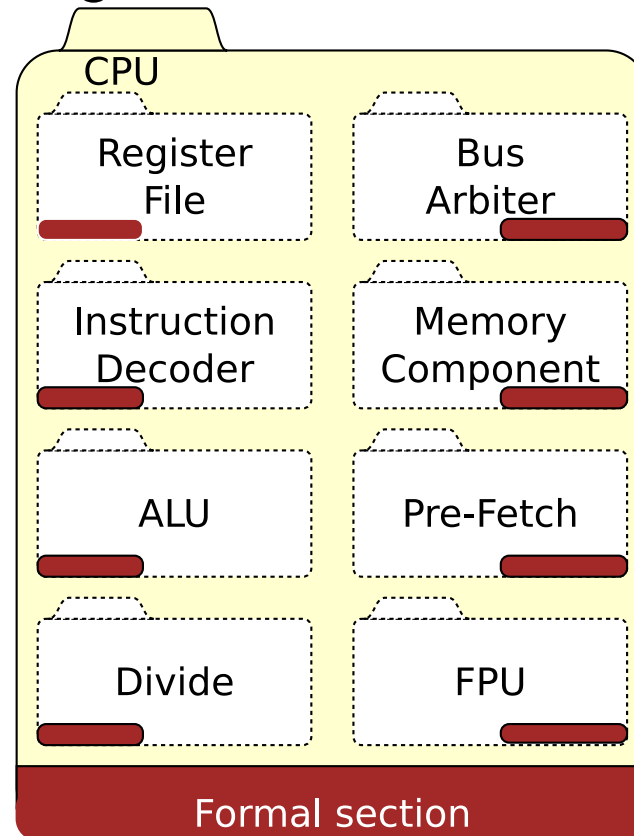 CPU
Register
File
Bus
Arbiter
Instruction
Decoder
Memory
Component
ALU
Pre-Fetch
Divide
FPU
Formal section